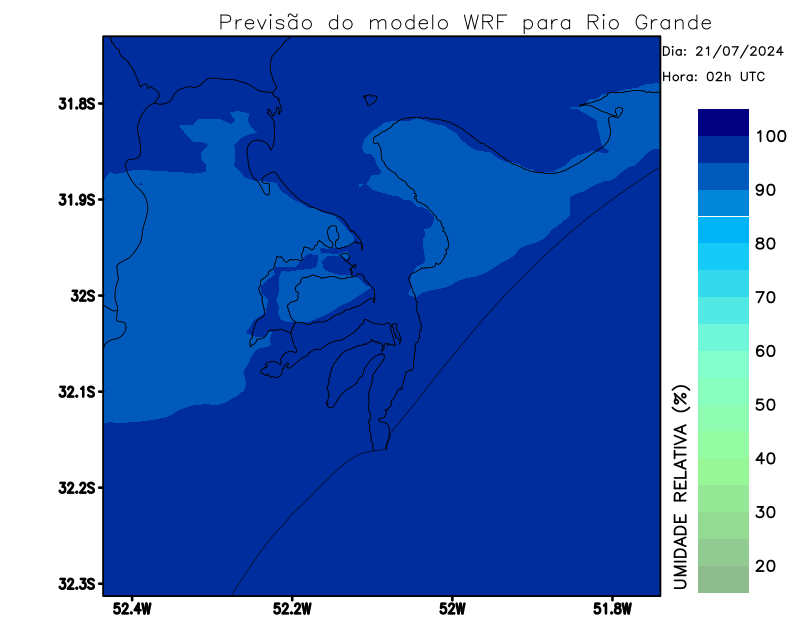 Previsão do modelo WRF para Rio Grande
Dia: 21/07/2024
Hora: 02h UTC
31.8S
31.9S
32S
32.1S
32.2S
32.3S
52.4W
52.2W
52W
51.8W
UMIDADE RELATIVA (%)
100
90
80
70
60
50
40
30
20